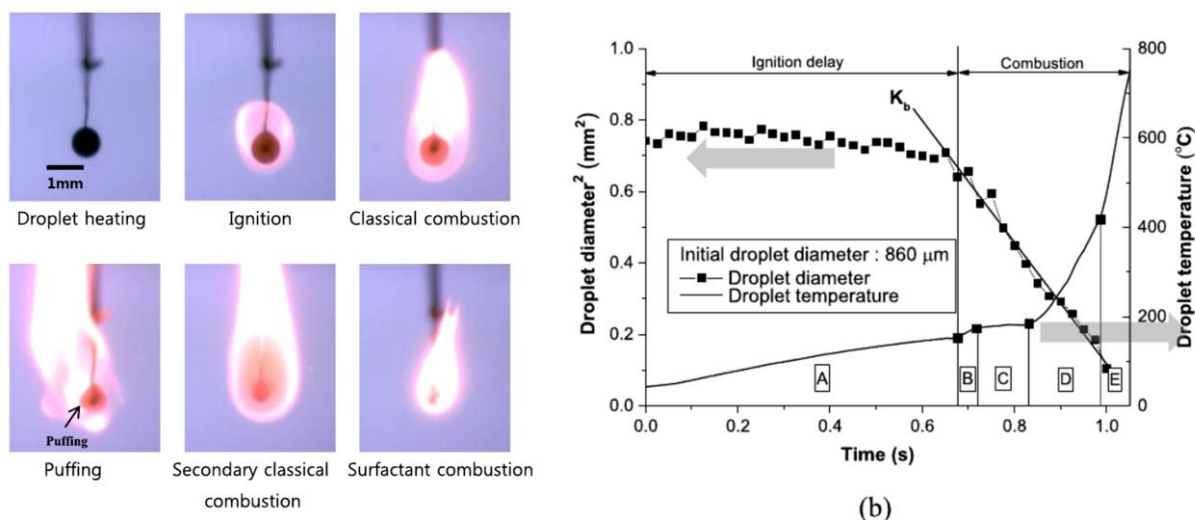 1mm
Droplet heating
Ignition
Classical combustion
Puffing
Puffing
Secondary classical
combustion
Surfactant combustion
Ignition delay
Combustion
K_b
Initial droplet diameter : 860 μm
Droplet diameter
Droplet temperature
A
B
C
D
E
Droplet diameter² (mm²)
1.0
0.8
0.6
0.4
0.2
0.0
Droplet temperature (°C)
800
600
400
200
0
0.0 0.2 0.4 0.6 0.8 1.0
Time (s)
(b)